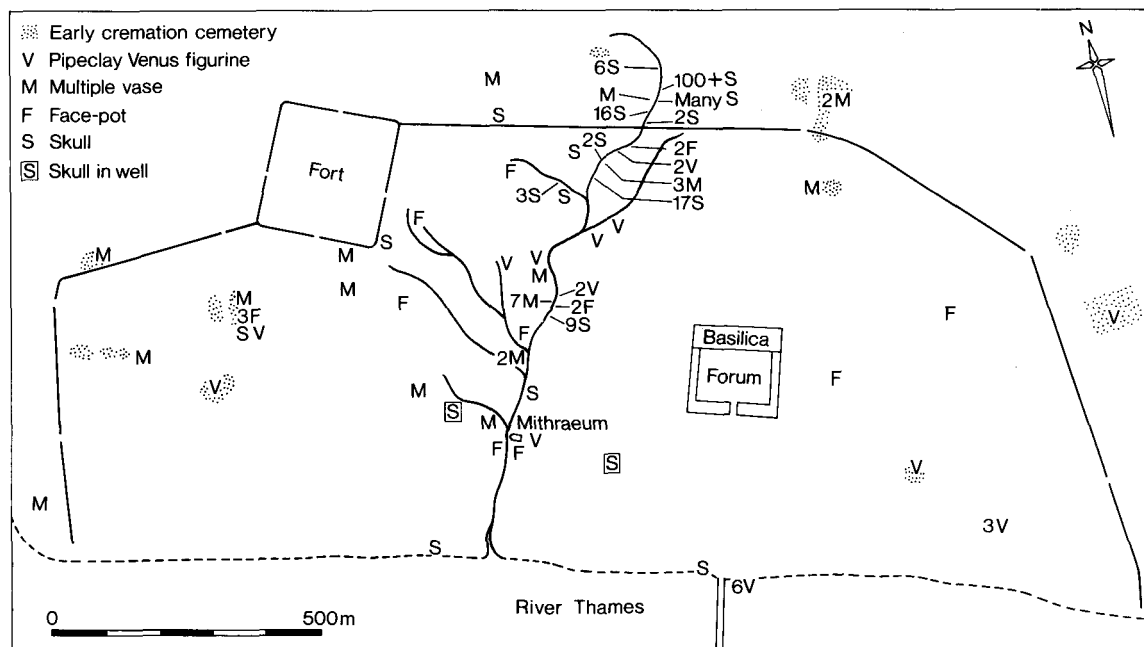 Early cremation cemetery
V Pipeclay Venus figurine
M Multiple vase
F Face-pot
S Skull
S Skull in well
N
6S
100+S
M
Many S
16S
2S
M
S
2M
Fort
2S
S
2F
2V
3M
17S
F
3S
S
M
F
V
V
S
M
M
V
V
M
M
F
7M
2V
2F
9S
M
3F
S V
F
V
F
Basilica
Forum
M
2M
F
V
M
S
S
M
Mithraeum
F
F
V
S
V
M
3V
S
S
6V
River Thames
0
500m